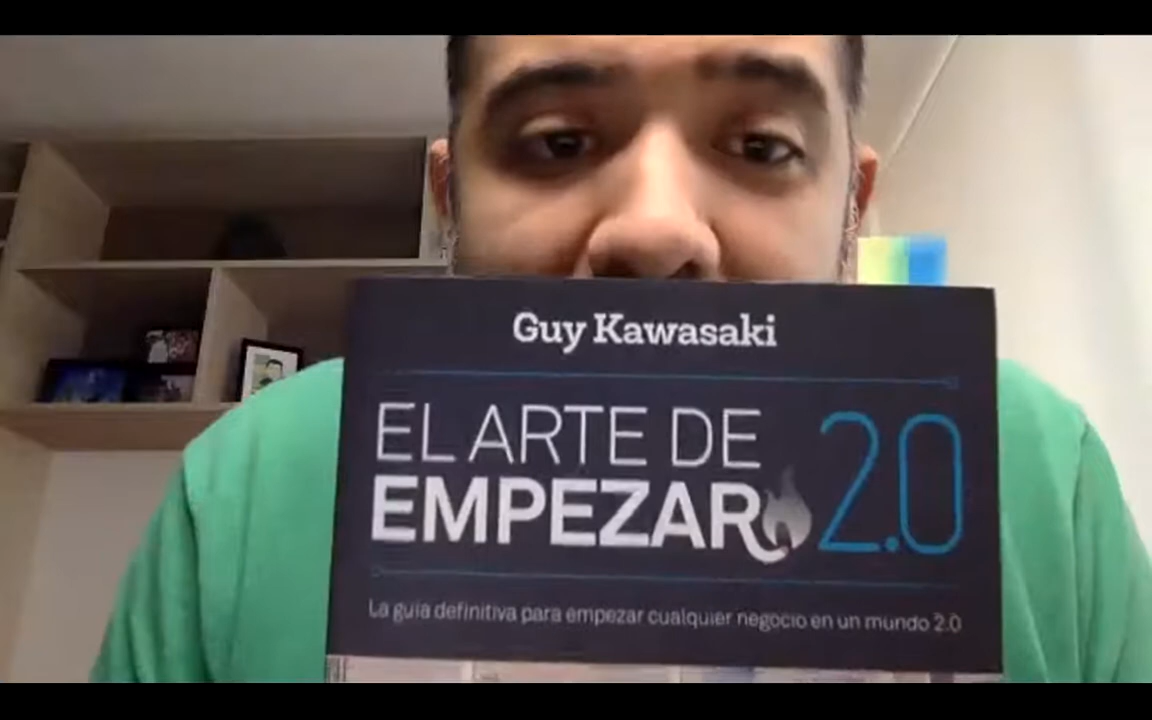 Guy Kawasaki
EL ARTE DE
EMPEZAR 2.0
La guía definitiva para empezar cualquier negocio en un mundo 2.0